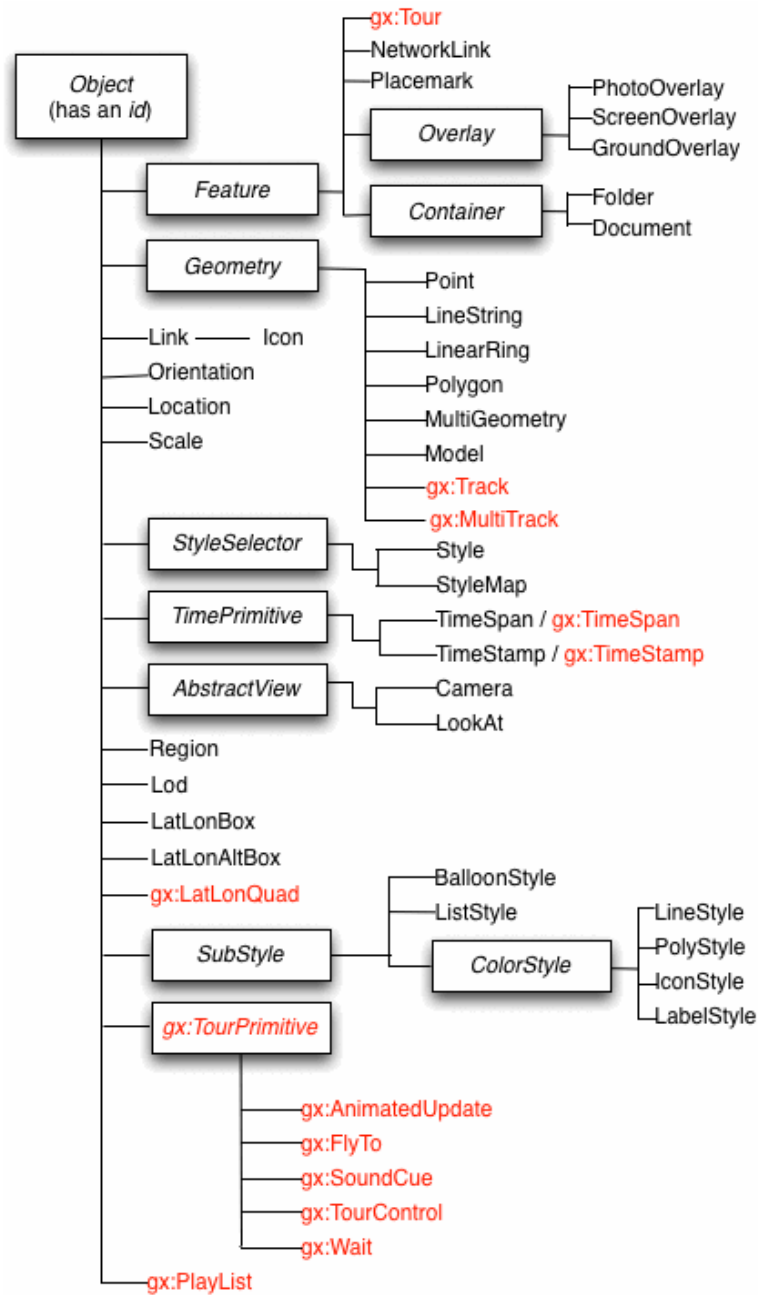 gx:Tour
NetworkLink
Placemark
Object
(has an id)
Overlay
PhotoOverlay
ScreenOverlay
GroundOverlay
Feature
Container
Folder
Document
Geometry
Point
LineString
LinearRing
Polygon
MultiGeometry
Model
gx:Track
gx:MultiTrack
Link Icon
Orientation
Location
Scale
StyleSelector
Style
StyleMap
TimePrimitive
TimeSpan / gx:TimeSpan
TimeStamp / gx:TimeStamp
AbstractView
Camera
LookAt
Region
Lod
LatLonBox
LatLonAltBox
gx:LatLonQuad
SubStyle
BalloonStyle
ListStyle
ColorStyle
LineStyle
PolyStyle
IconStyle
LabelStyle
gx:TourPrimitive
gx:AnimatedUpdate
gx:FlyTo
gx:SoundCue
gx:TourControl
gx:Wait
gx:PlayList